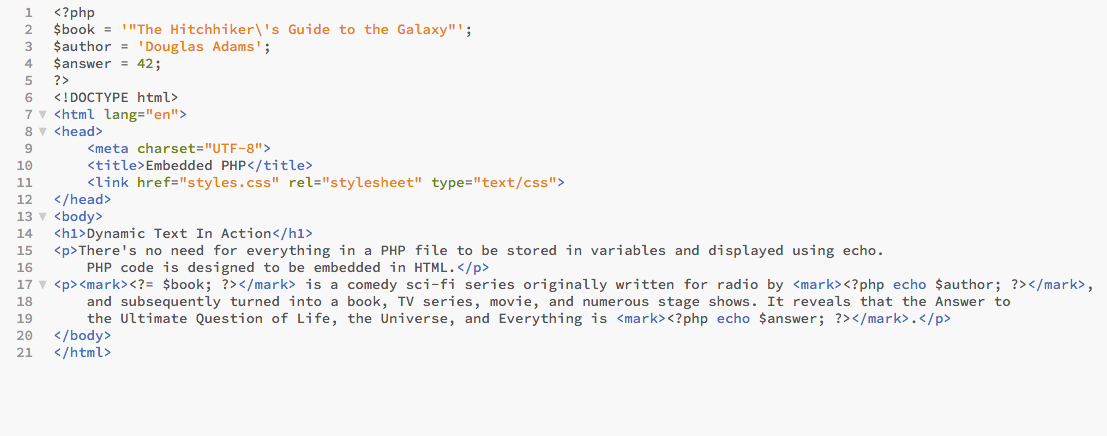 1 <?php
2 $book = '"The Hitchhiker\'s Guide to the Galaxy"';
3 $author = 'Douglas Adams';
4 $answer = 42;
5 ?>
6 <!DOCTYPE html>
7 <html lang="en">
8 <head>
9     <meta charset="UTF-8">
10     <title>Embedded PHP</title>
11     <link href="styles.css" rel="stylesheet" type="text/css">
12 </head>
13 <body>
14 <h1>Dynamic Text In Action</h1>
15 <p>There's no need for everything in a PHP file to be stored in variables and displayed using echo.
16     PHP code is designed to be embedded in HTML.</p>
17 <p><mark><?= $book; ?></mark> is a comedy sci-fi series originally written for radio by <mark><?php echo $author; ?></mark>,
18     and subsequently turned into a book, TV series, movie, and numerous stage shows. It reveals that the Answer to
19     the Ultimate Question of Life, the Universe, and Everything is <mark><?php echo $answer; ?></mark>.</p>
20 </body>
21 </html>